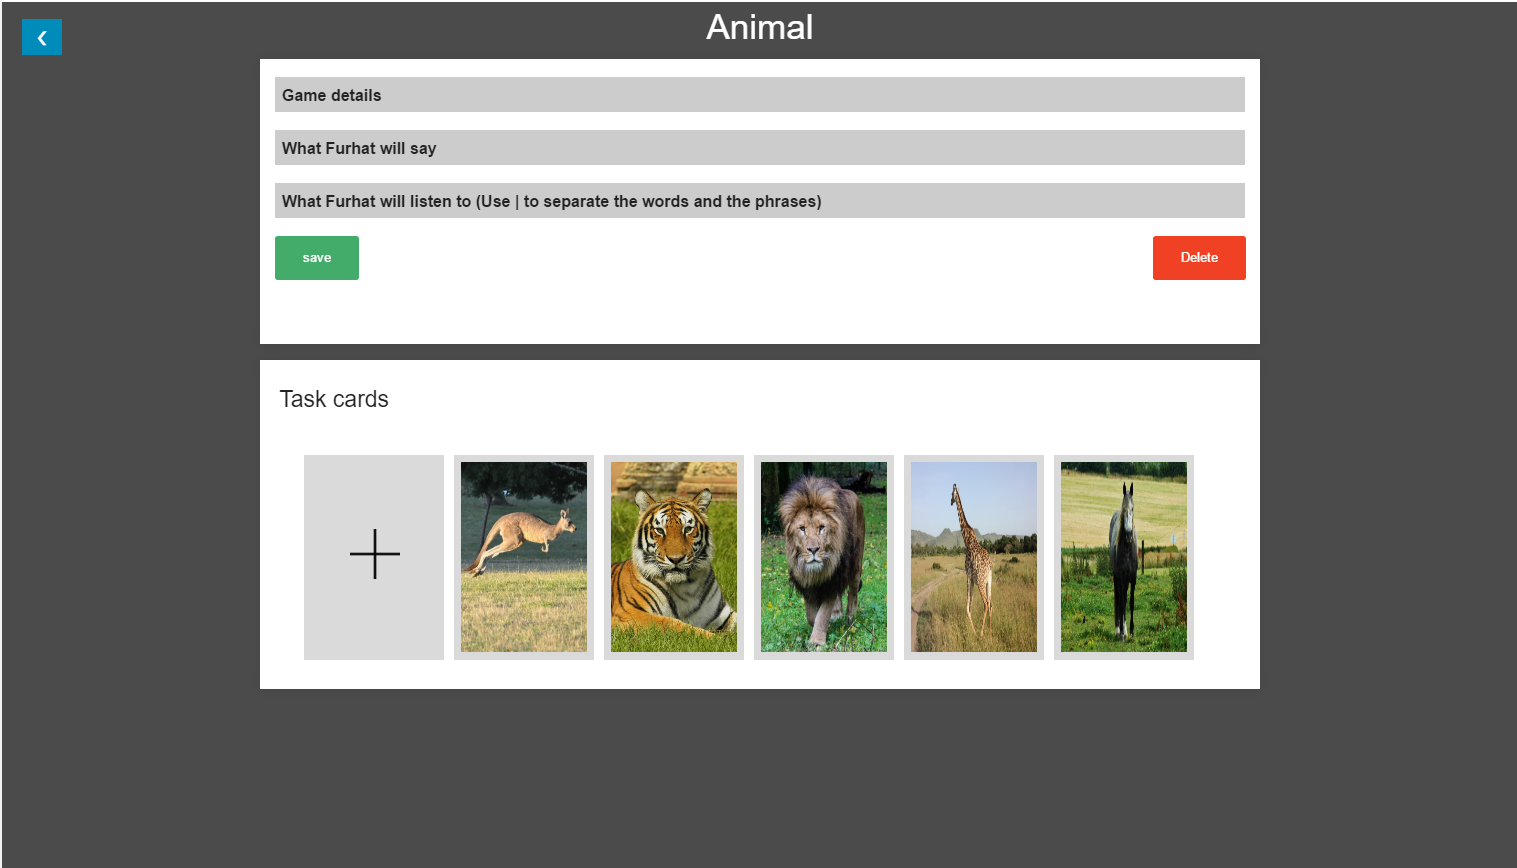 Animal
Game details
What Furhat will say
What Furhat will listen to (Use | to separate the words and the phrases)
save
Delete
Task cards